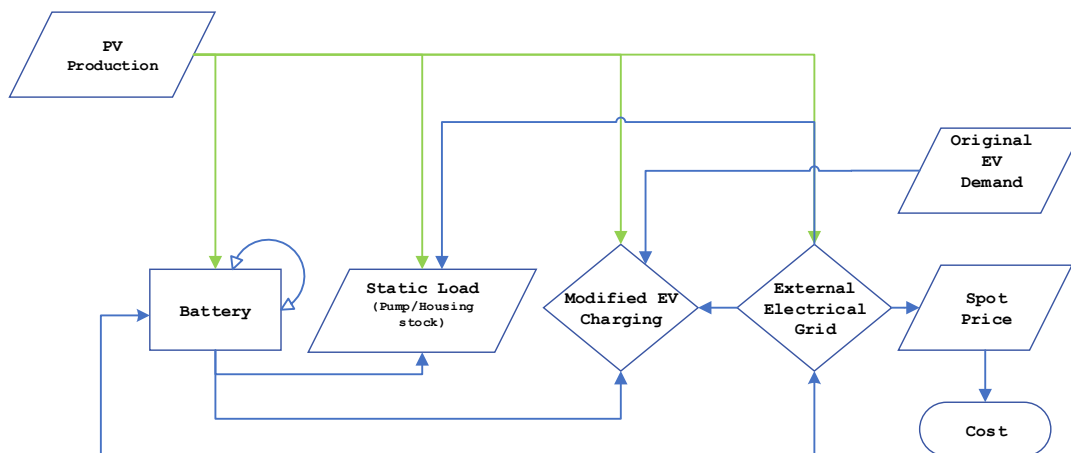 PV
Production
Original
EV
Demand
Battery
Static Load
(Pump/Housing
stock)
Modified EV
Charging
External
Electrical
Grid
Spot
Price
Cost